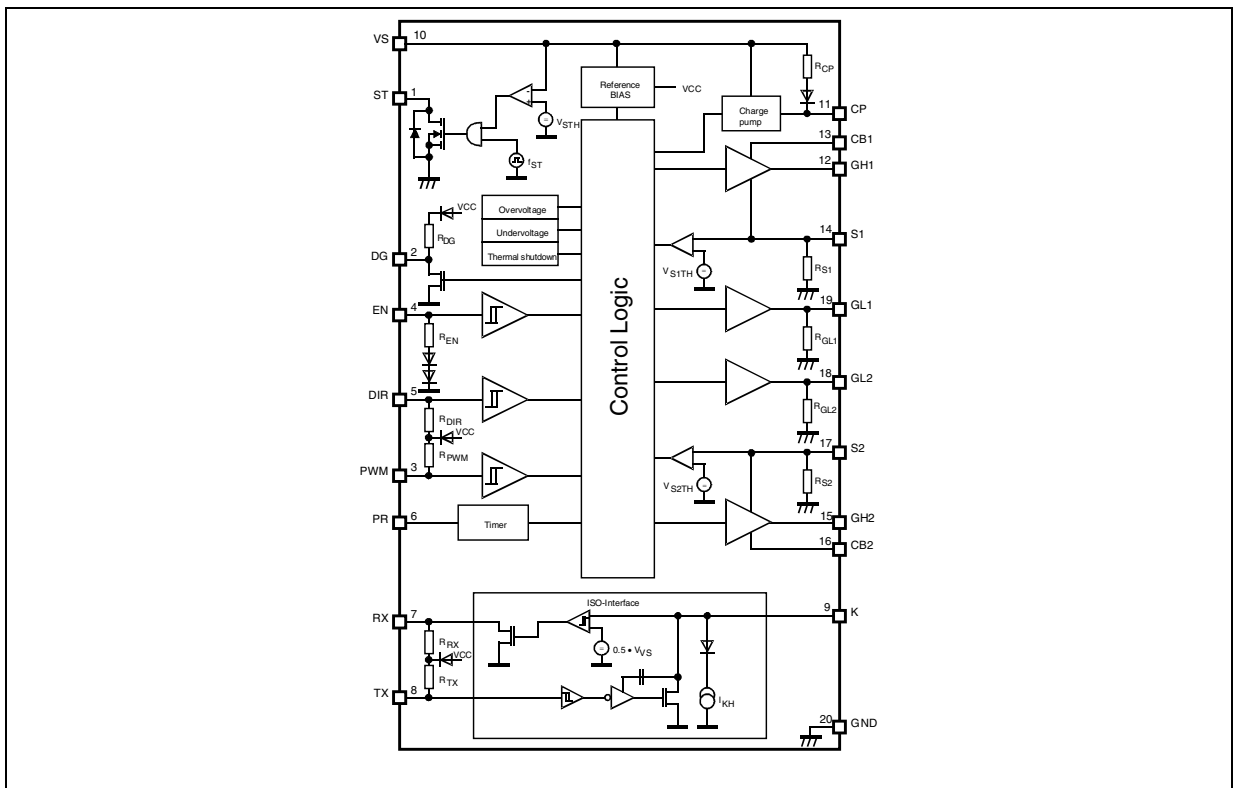 VS 10
ST 1
Reference
BIAS
VCC
RCP
Charge
pump
11 CP
13 CB1
12 GH1
VSTH
fST
Overvoltage
Undervoltage
Thermal shutdown
VCC
RDG
DG 2
14 S1
VS1TH
RS1
EN 4
REN
19 GL1
RGL1
Control Logic
DIR 5
RDIR
VCC
RPWM
PWM 3
18 GL2
RGL2
17 S2
VS2TH
RS2
PR 6
Timer
15 GH2
16 CB2
ISO-Interface
RX 7
RRX
VCC
RTX
TX 8
0.5 • VVS
9 K
IKH
20 GND